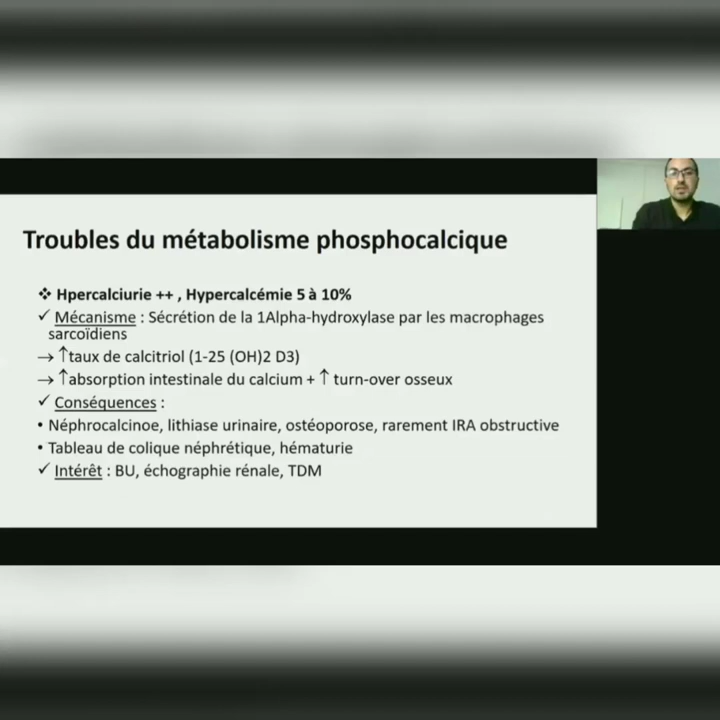 Troubles du métabolisme phosphocalcique
❖ Hpercalciurie ++ , Hypercalcémie 5 à 10%
✓ Mécanisme : Sécrétion de la 1Alpha-hydroxylase par les macrophages
sarcoïdiens
→ ↑taux de calcitriol (1-25 (OH)2 D3)
→ ↑absorption intestinale du calcium + ↑ turn-over osseux
✓ Conséquences :
• Néphrocalcinoe, lithiase urinaire, ostéoporose, rarement IRA obstructive
• Tableau de colique néphrétique, hématurie
✓ Intérêt : BU, échographie rénale, TDM